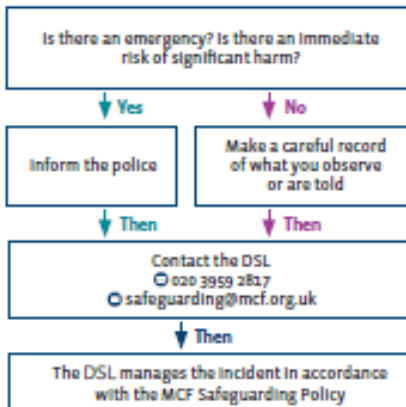 Is there an emergency? Is there an immediate
risk of significant harm?
Yes
No
Inform the police
Make a careful record
of what you observe
or are told
Then
Then
Contact the DSL
020 3959 2817
safeguarding@mcf.org.uk
Then
The DSL manages the incident in accordance
with the MCF Safeguarding Policy